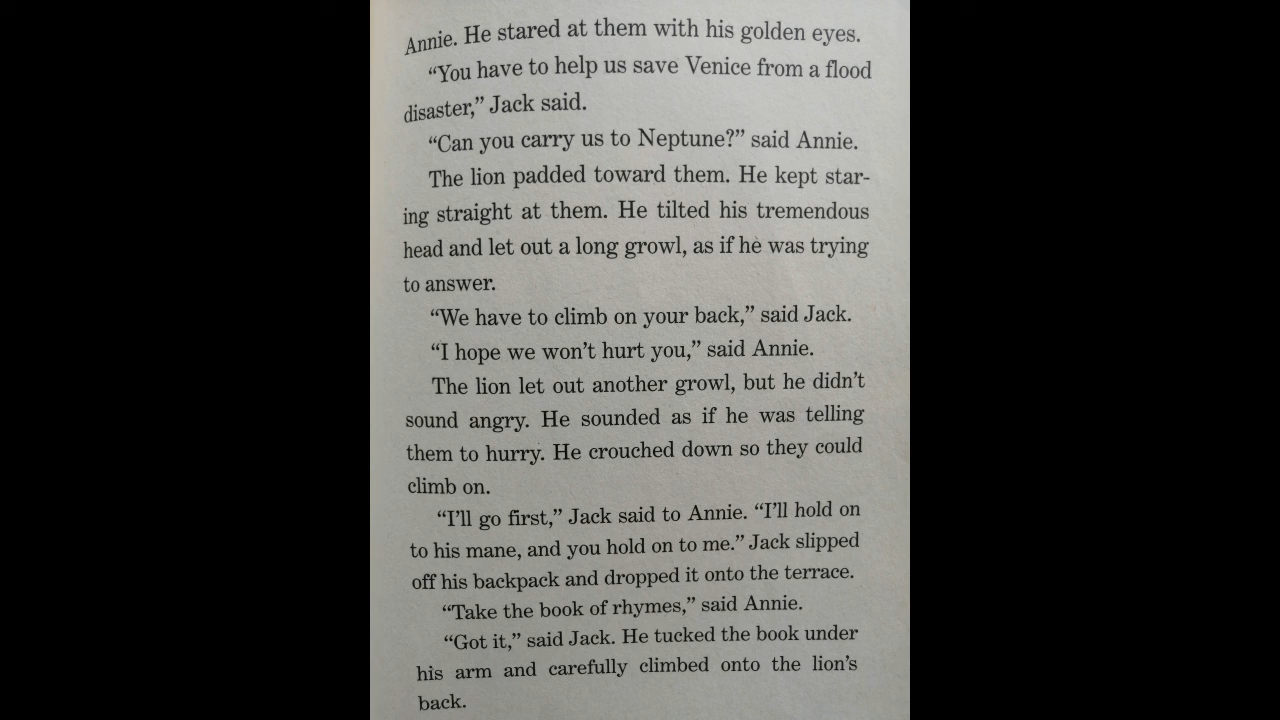 Annie. He stared at them with his golden eyes.
“You have to help us save Venice from a flood
disaster,” Jack said.
“Can you carry us to Neptune?” said Annie.
The lion padded toward them. He kept star-
ing straight at them. He tilted his tremendous
head and let out a long growl, as if he was trying
to answer.
“We have to climb on your back,” said Jack.
“I hope we won’t hurt you,” said Annie.
The lion let out another growl, but he didn’t
sound angry. He sounded as if he was telling
them to hurry. He crouched down so they could
climb on.
“I’ll go first,” Jack said to Annie. “I’ll hold on
to his mane, and you hold on to me.” Jack slipped
off his backpack and dropped it onto the terrace.
“Take the book of rhymes,” said Annie.
“Got it,” said Jack. He tucked the book under
his arm and carefully climbed onto the lion’s
back.